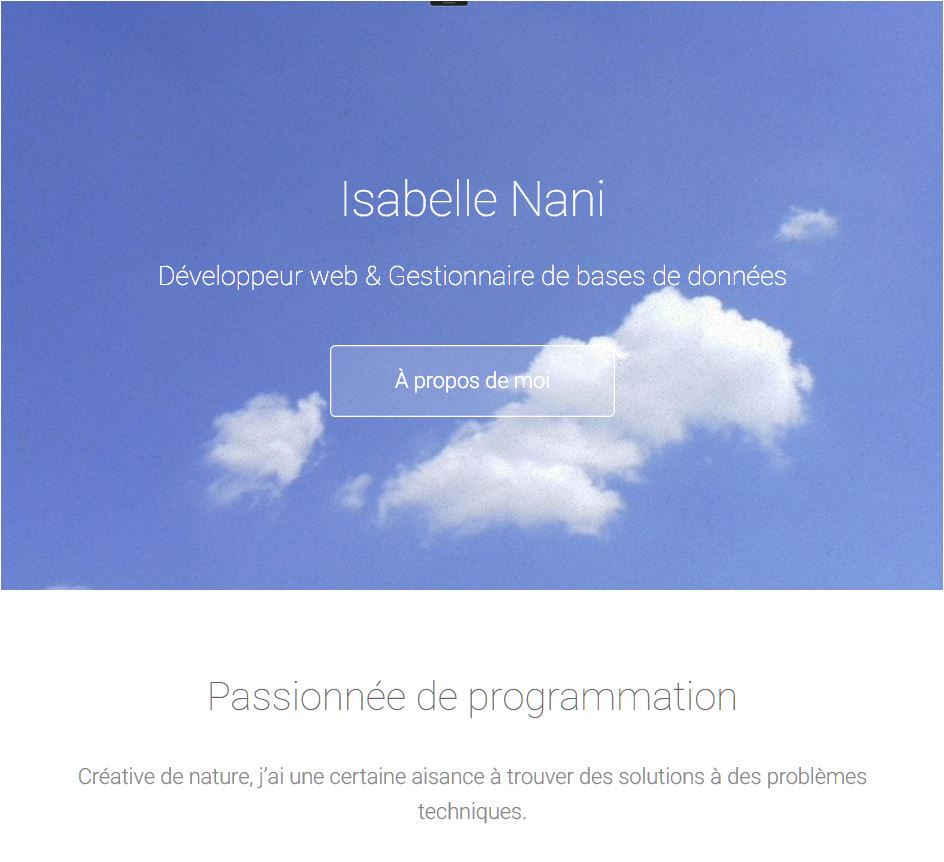 Isabelle Nani
Développeur web & Gestionnaire de bases de données
À propos de moi
Passionnée de programmation
Créative de nature, j'ai une certaine aisance à trouver des solutions à des problèmes
techniques.